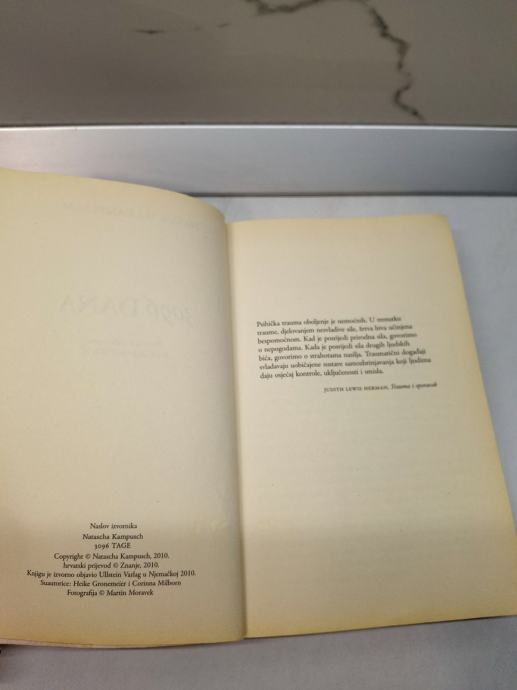 3096 DANA
Naslov izvornika
Natascha Kampusch
3096 TAGE
Copyright © Natascha Kampusch, 2010.
hrvatski prijevod © Znanje, 2010.
Knjigu je izvorno objavio Ullstein Verlag u Njemačkoj 2010.
Suautorice: Heike Gronemeier i Corinna Milborn
Fotografija © Martin Moravek
Psihička trauma oboljenje je nemoćnih. U trenutku
traume, djelovanjem nesvladive sile, žrtva biva učinjena
bespomoćnom. Kad je posrijedi prirodna sila, govorimo
o nepogodama. Kada je posrijedi sila drugih ljudskih
bića, govorimo o strahotama nasilja. Traumatični događaji
svladavaju uobičajene sustave samozbrinjavanja koji ljudima
daju osjećaj kontrole, uključenosti i smisla.
JUDITH LEWIS HERMAN, Trauma i oporavak